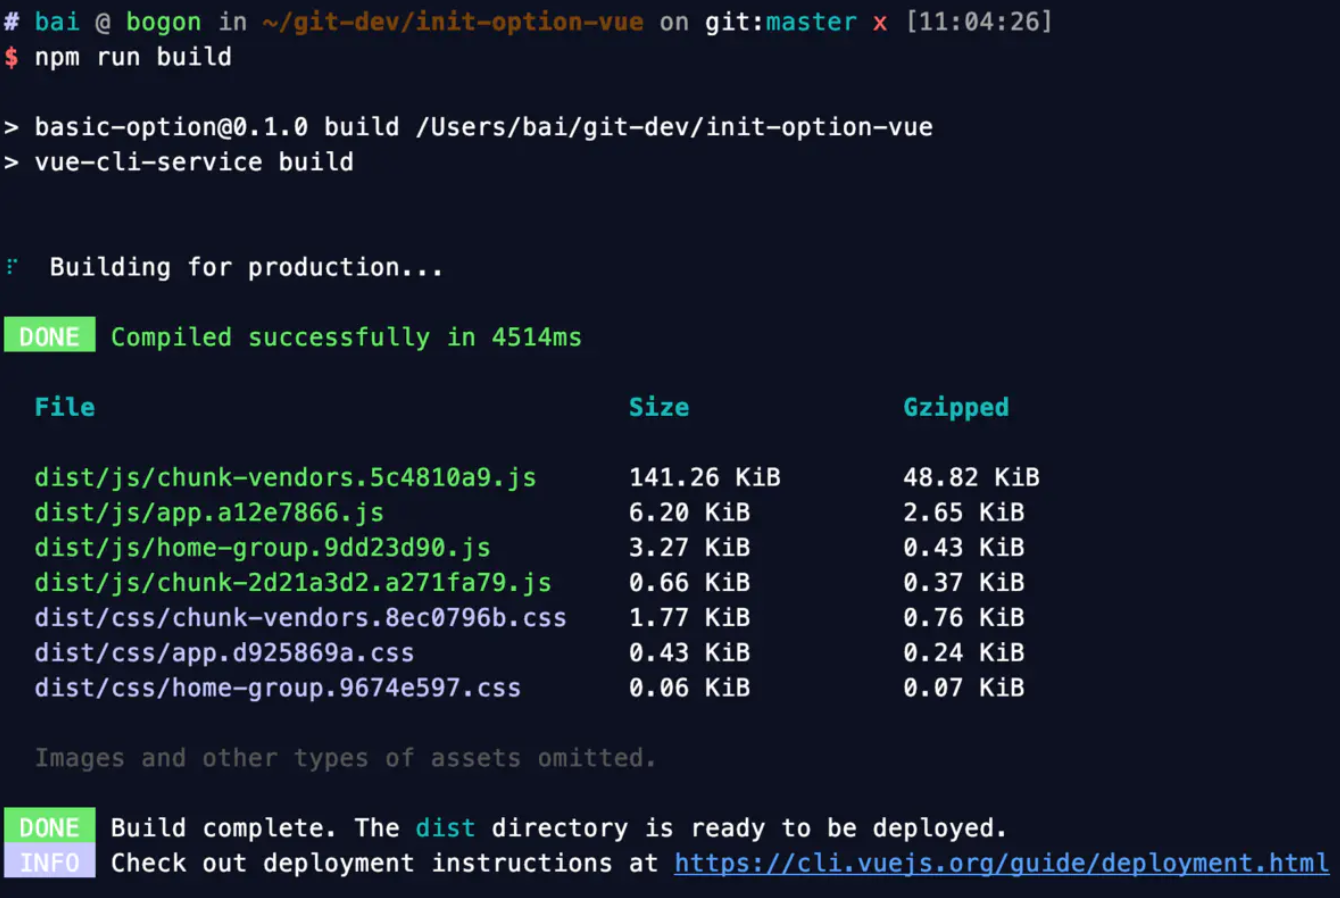 # bai @ bogon in ~/git-dev/init-option-vue on git:master x [11:04:26]
$ npm run build
> basic-option@0.1.0 build /Users/bai/git-dev/init-option-vue
> vue-cli-service build
⠏  Building for production...
DONE  Compiled successfully in 4514ms
File Size Gzipped
dist/js/chunk-vendors.5c4810a9.js 141.26 KiB 48.82 KiB
dist/js/app.a12e7866.js 6.20 KiB 2.65 KiB
dist/js/home-group.9dd23d90.js 3.27 KiB 0.43 KiB
dist/js/chunk-2d21a3d2.a271fa79.js 0.66 KiB 0.37 KiB
dist/css/chunk-vendors.8ec0796b.css 1.77 KiB 0.76 KiB
dist/css/app.d925869a.css 0.43 KiB 0.24 KiB
dist/css/home-group.9674e597.css 0.06 KiB 0.07 KiB
Images and other types of assets omitted.
DONE  Build complete. The dist directory is ready to be deployed.
INFO  Check out deployment instructions at https://cli.vuejs.org/guide/deployment.html